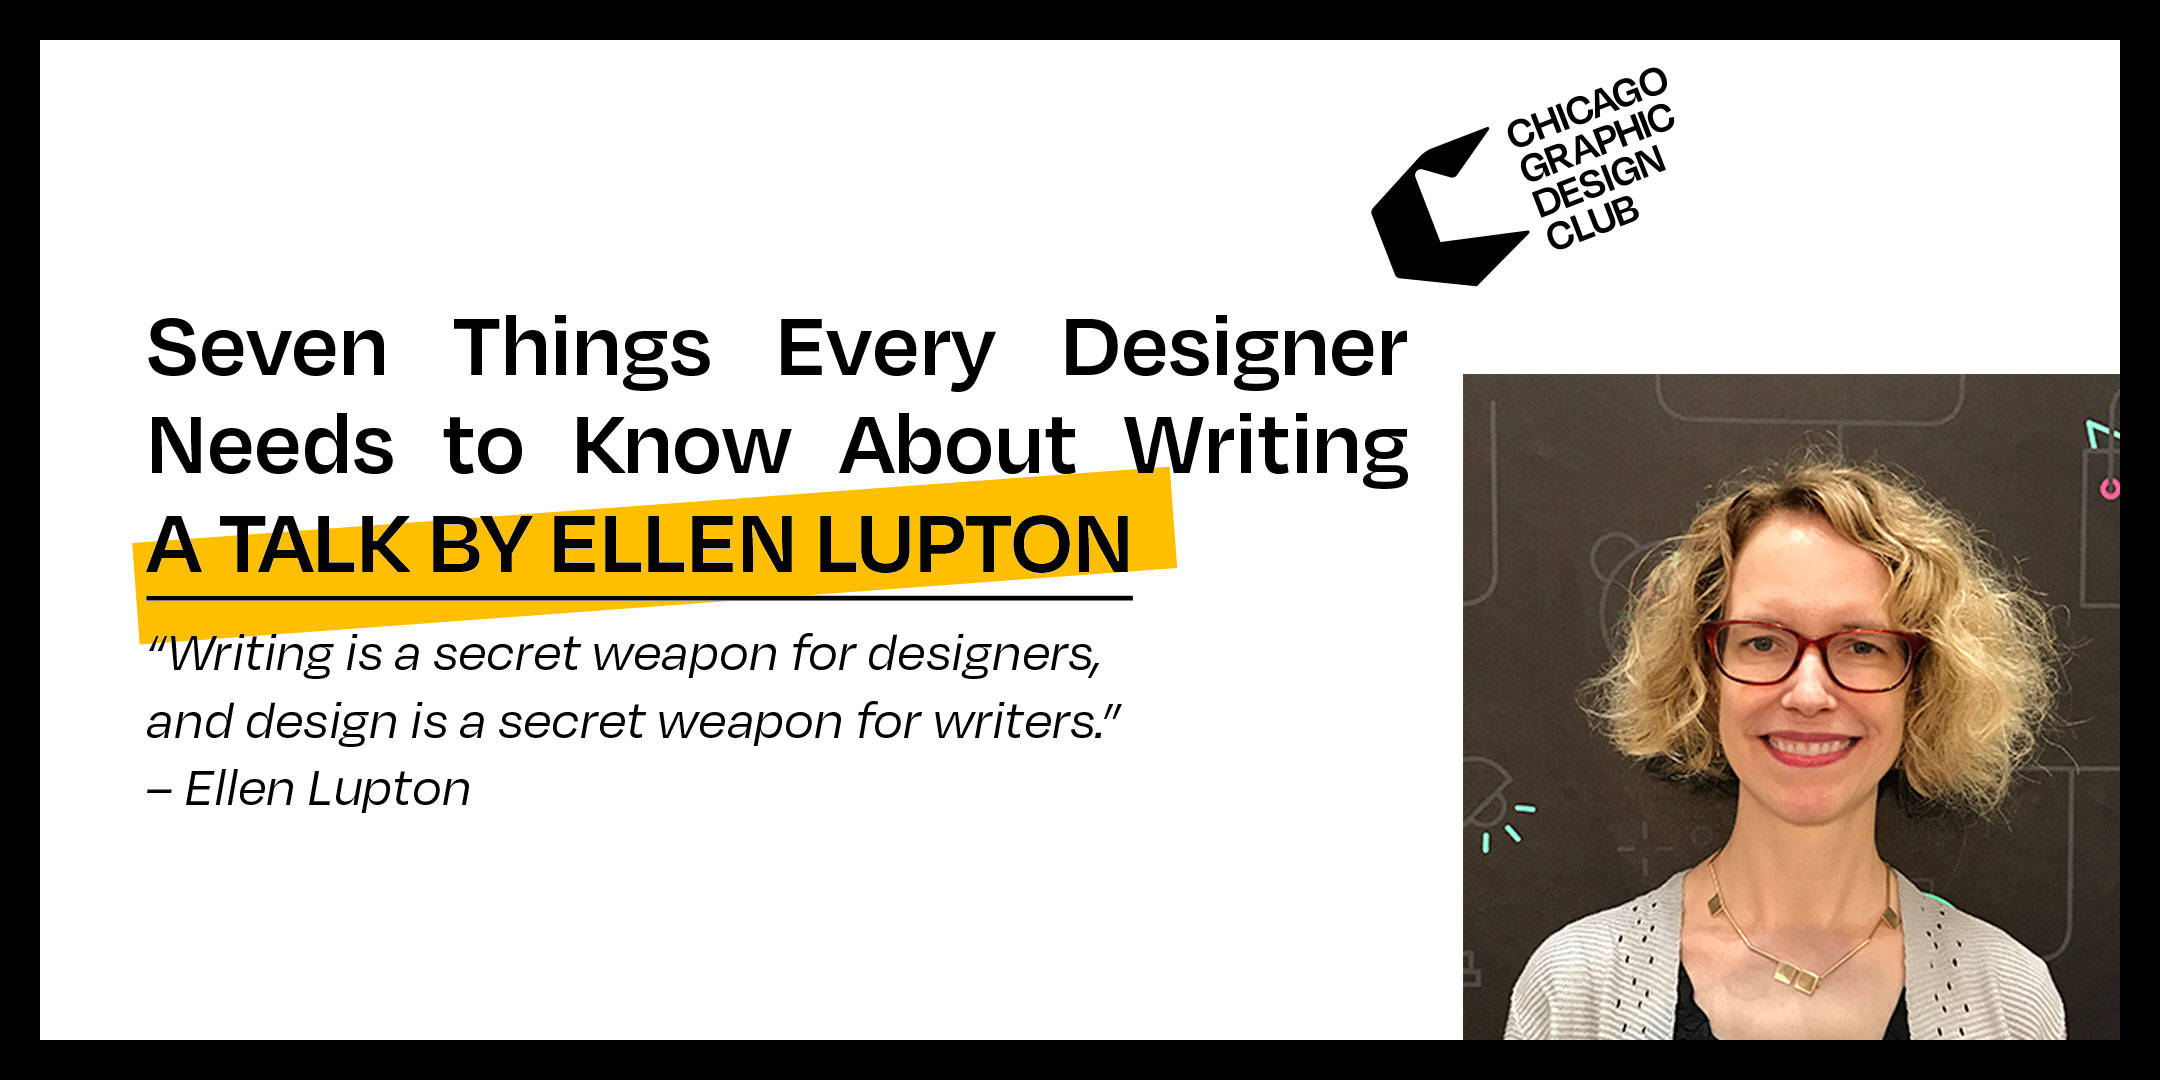 CHICAGO
GRAPHIC
DESIGN
CLUB
Seven Things Every Designer
Needs to Know About Writing
A TALK BY ELLEN LUPTON
“Writing is a secret weapon for designers,
and design is a secret weapon for writers.”
– Ellen Lupton